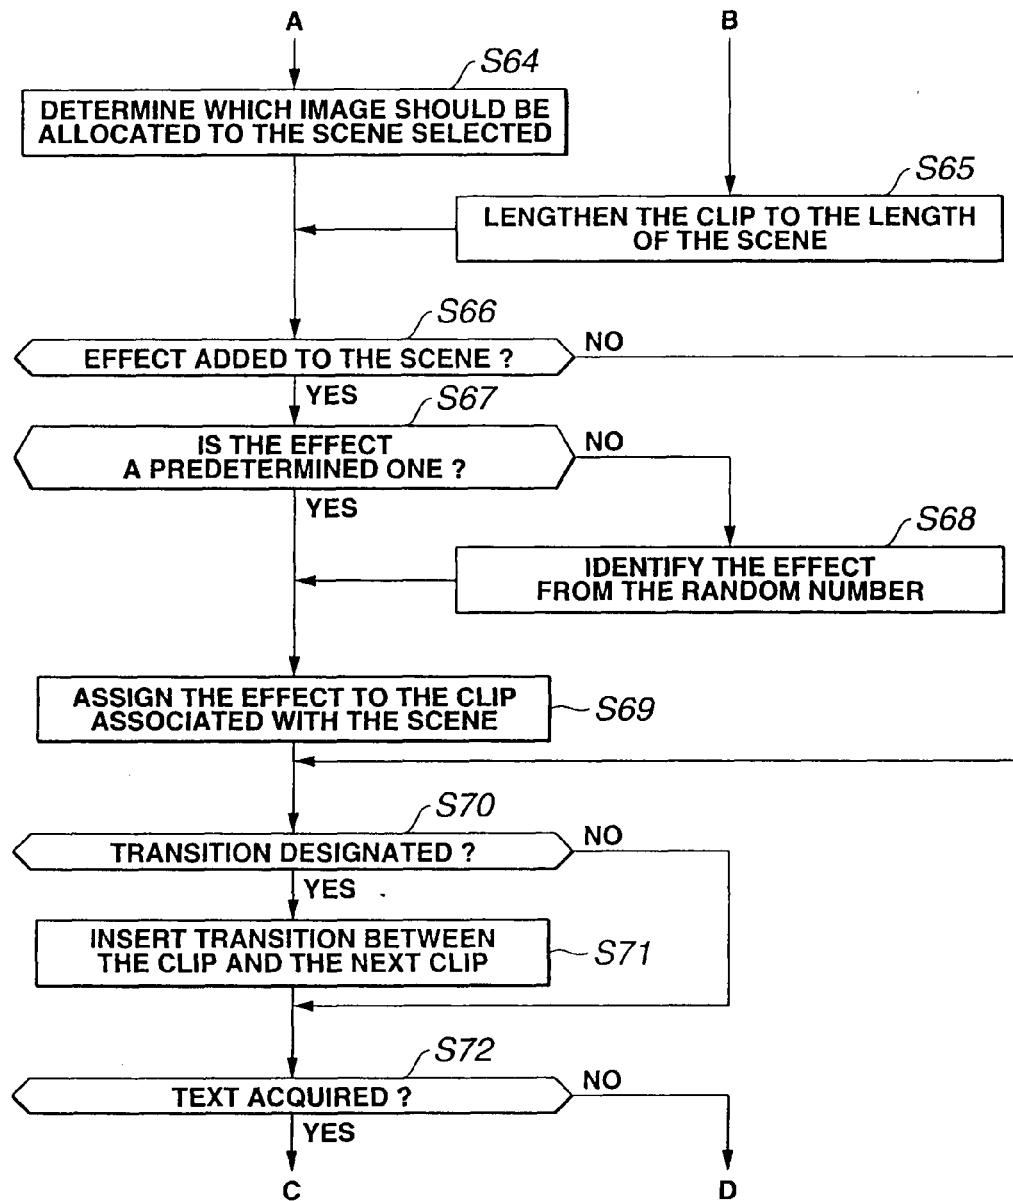 A
B
S64
DETERMINE WHICH IMAGE SHOULD BE
ALLOCATED TO THE SCENE SELECTED
S65
LENGTHEN THE CLIP TO THE LENGTH
OF THE SCENE
S66
EFFECT ADDED TO THE SCENE ?
NO
YES
S67
IS THE EFFECT
A PREDETERMINED ONE ?
NO
YES
S68
IDENTIFY THE EFFECT
FROM THE RANDOM NUMBER
ASSIGN THE EFFECT TO THE CLIP
ASSOCIATED WITH THE SCENE
S69
S70
TRANSITION DESIGNATED ?
NO
YES
INSERT TRANSITION BETWEEN
THE CLIP AND THE NEXT CLIP
S71
S72
TEXT ACQUIRED ?
NO
YES
C
D